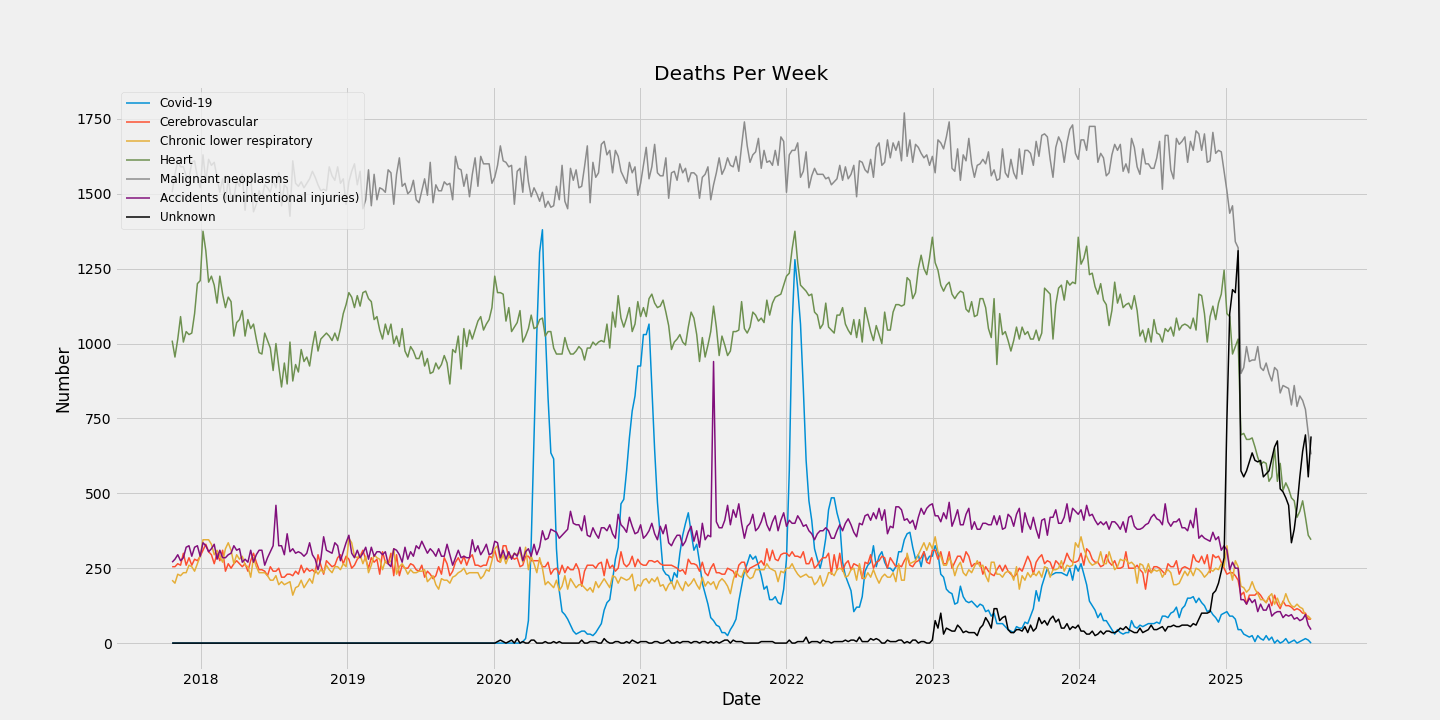 Deaths Per Week
Covid-19
Cerebrovascular
Chronic lower respiratory
Heart
Malignant neoplasms
Accidents (unintentional injuries)
Unknown
Number
1750
1500
1250
1000
750
500
250
0
2018 2019 2020 2021 2022 2023 2024 2025
Date